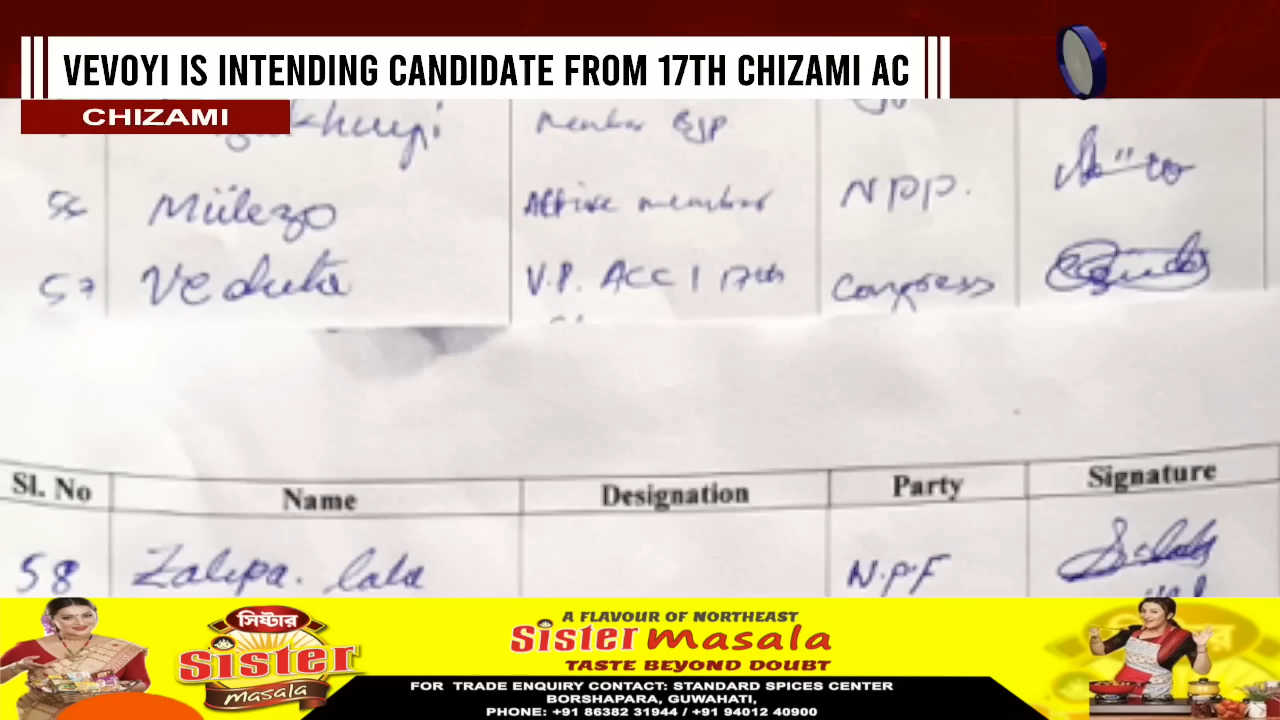 VEVOYI IS INTENDING CANDIDATE FROM 17TH CHIZAMI AC
CHIZAMI
member BJP
56 Mülezo Active member NPP.
57 Veduta V.P. ACC I 17th Congress
Sl. No Name Designation Party Signature
58 Zalipa. Lala N.P.F
সিষ্টার
Sister
masala
A FLAVOUR OF NORTHEAST
Sister masala
TASTE BEYOND DOUBT
FOR TRADE ENQUIRY CONTACT: STANDARD SPICES CENTER
BORSHAPARA, GUWAHATI,
PHONE: +91 86382 31944 / +91 94012 40900